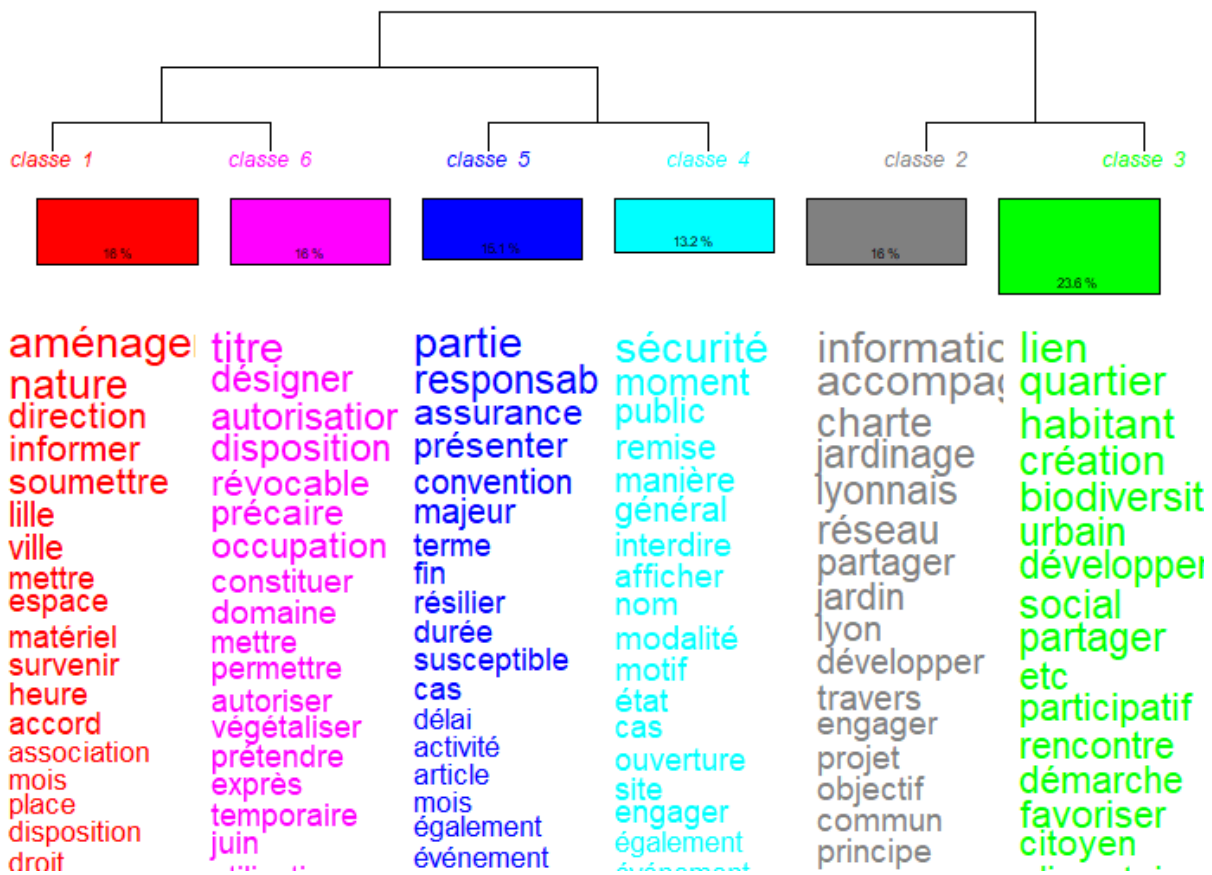 classe 1
classe 6
classe 5
classe 4
classe 2
classe 3
16 %
16 %
15.1 %
13.2 %
16 %
23.6 %
aménager
nature
direction
informer
soumettre
lille
ville
mettre
espace
matériel
survenir
heure
accord
association
mois
place
disposition
droit
titre
désigner
autorisation
disposition
révocable
précaire
occupation
constituer
domaine
mettre
permettre
autoriser
végétaliser
prétendre
exprès
temporaire
juin
partie
responsab
assurance
présenter
convention
majeur
terme
fin
résilier
durée
susceptible
cas
délai
activité
article
mois
également
événement
sécurité
moment
public
remise
manière
général
interdire
afficher
nom
modalité
motif
état
cas
ouverture
site
engager
également
événement
informatic
accompag
charte
jardinage
lyonnais
réseau
partager
jardin
lyon
développer
travers
engager
projet
objectif
commun
principe
lien
quartier
habitant
création
biodiversit
urbain
développer
social
partager
etc
participatif
rencontre
démarche
favoriser
citoyen